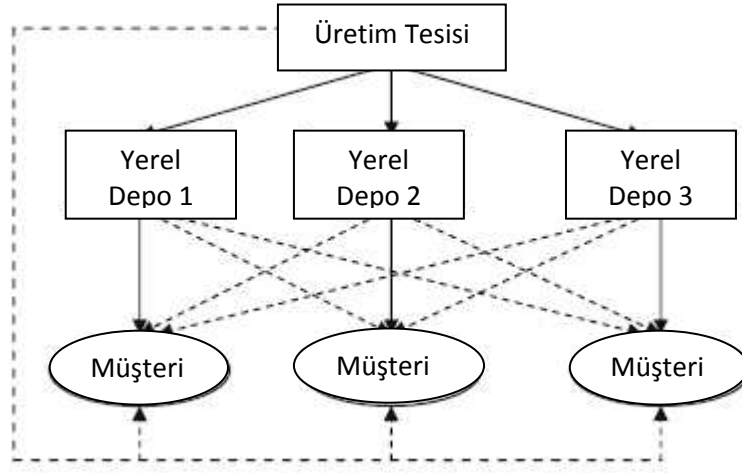 Üretim Tesisi
Yerel
Depo 1
Yerel
Depo 2
Yerel
Depo 3
Müşteri
Müşteri
Müşteri